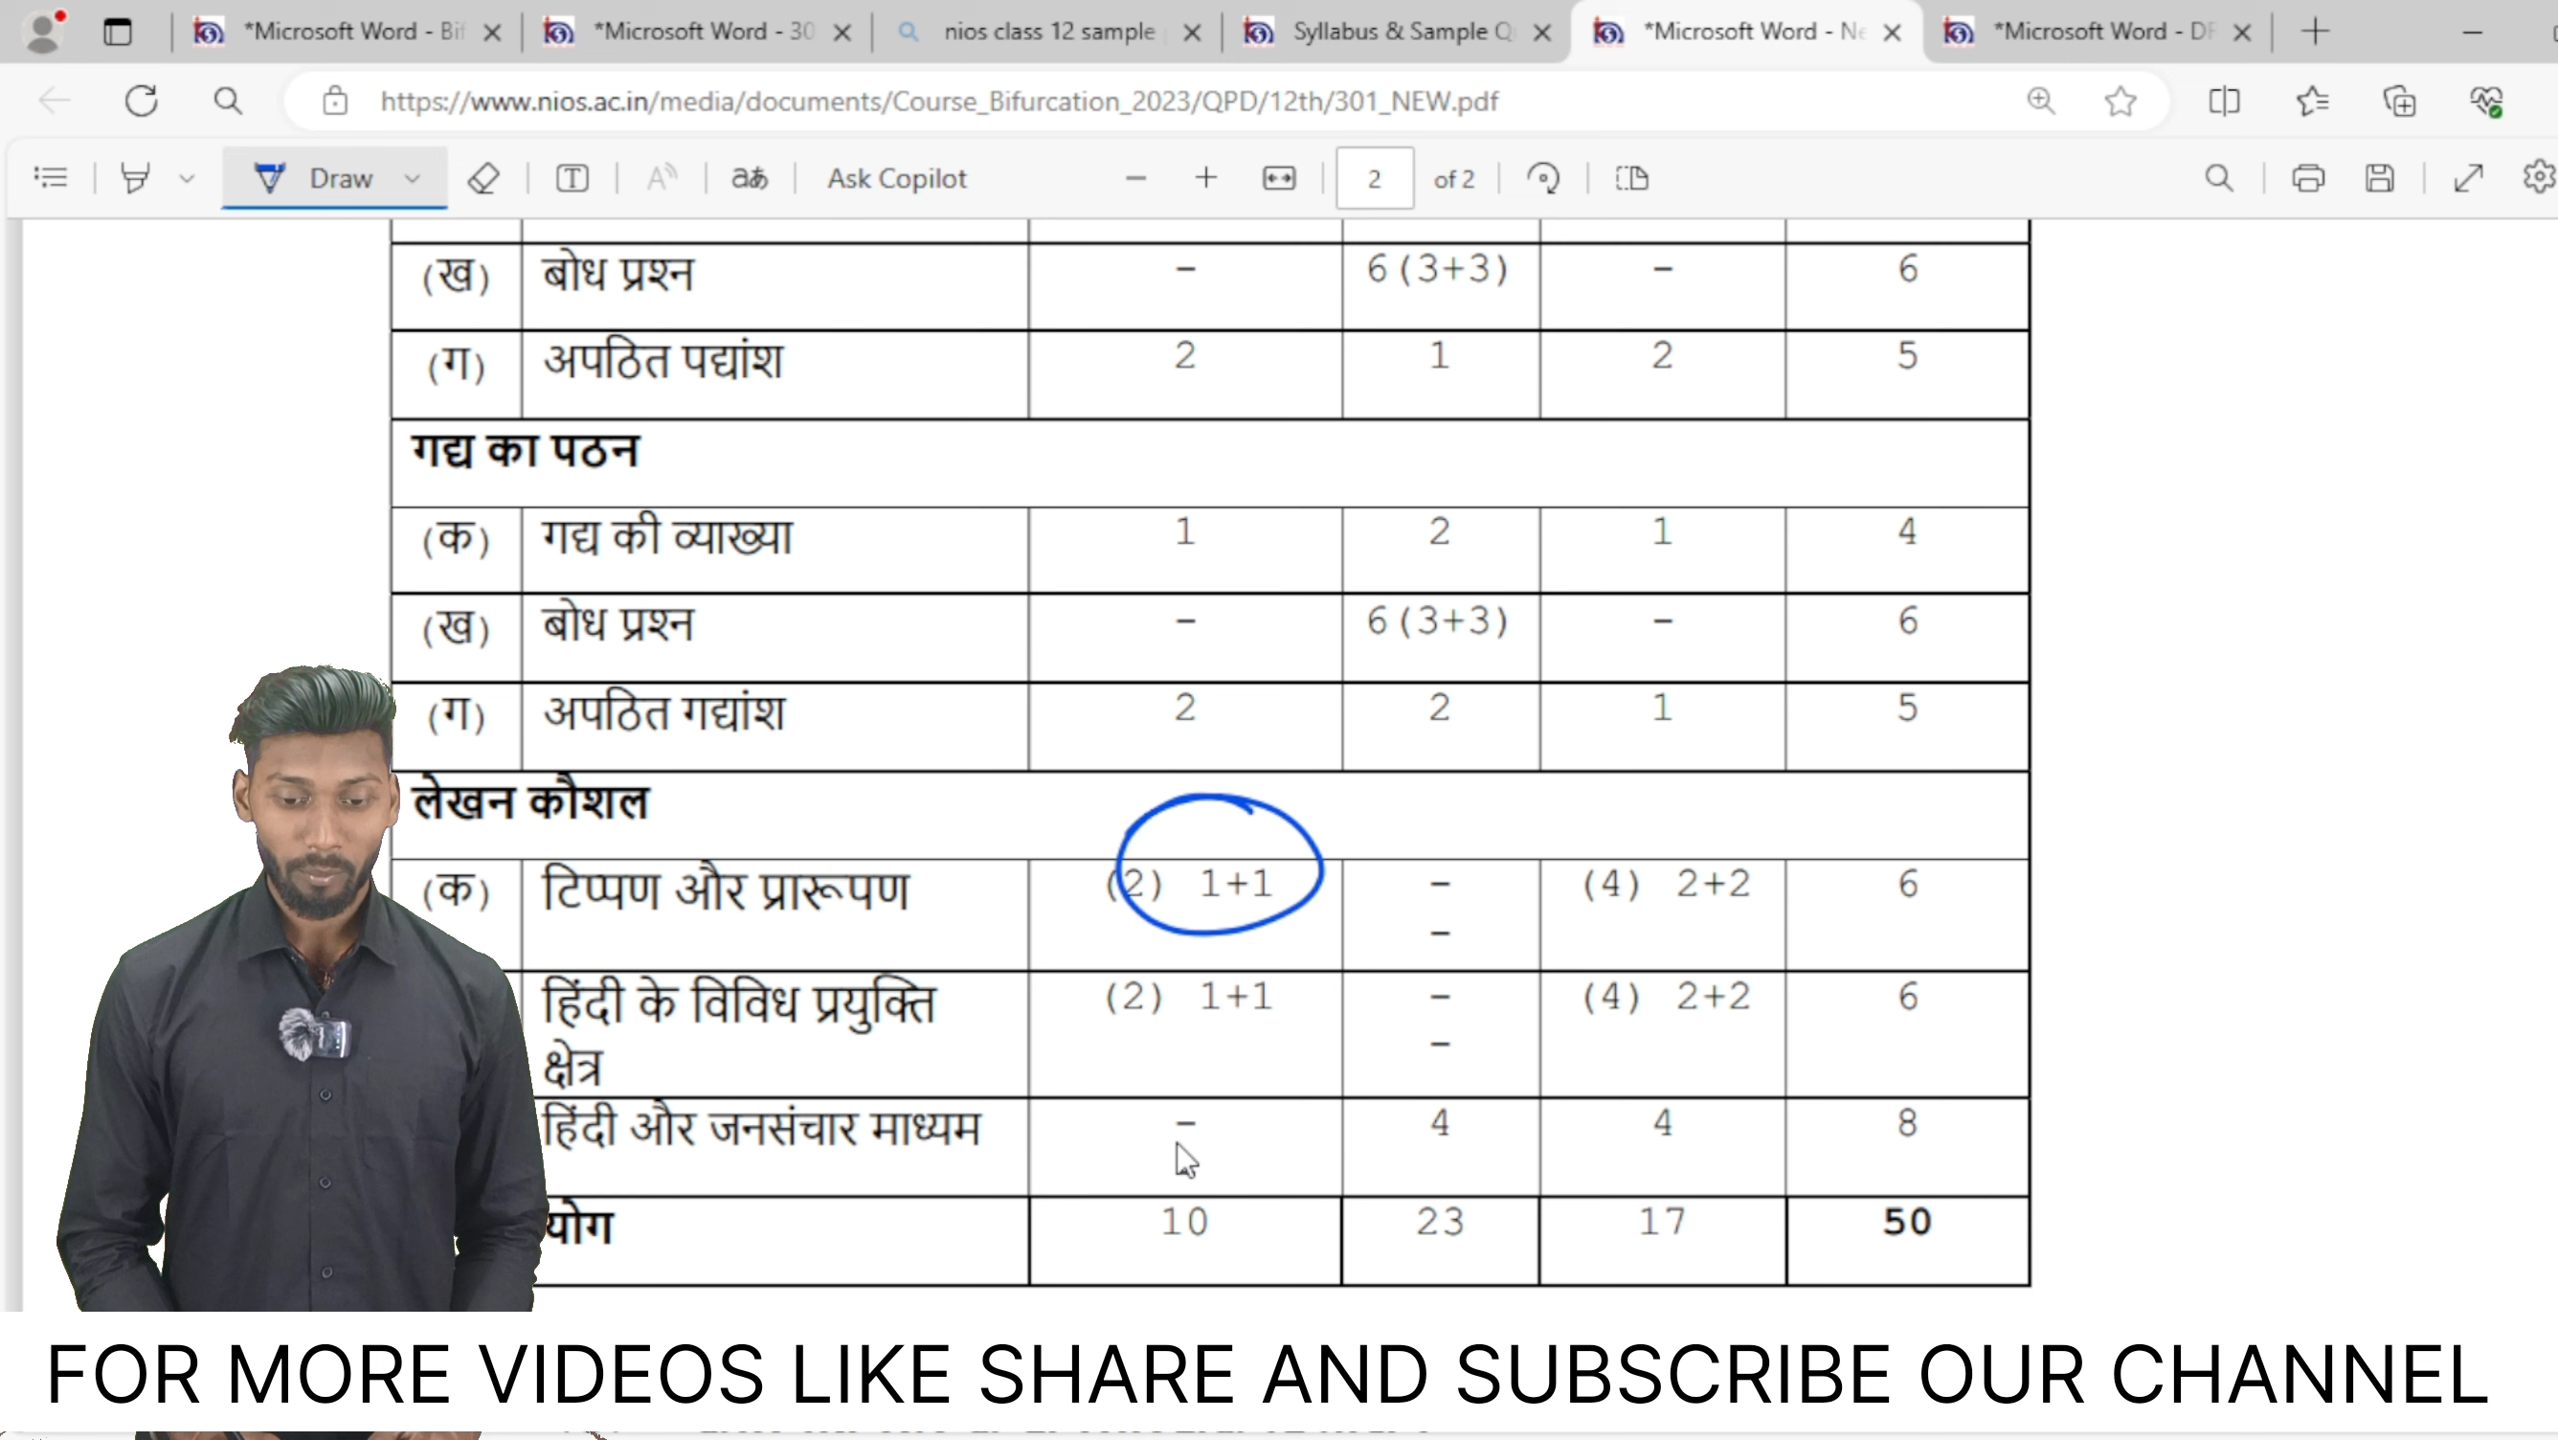 *Microsoft Word - Bif
*Microsoft Word - 30
nios class 12 sample
Syllabus & Sample Q
*Microsoft Word - Ne
*Microsoft Word - DF
https://www.nios.ac.in/media/documents/Course_Bifurcation_2023/QPD/12th/301_NEW.pdf
Draw
Ask Copilot
2 of 2
(ख) बोध प्रश्न - 6(3+3) - 6
(ग) अपठित पद्यांश 2 1 2 5
गद्य का पठन
(क) गद्य की व्याख्या 1 2 1 4
(ख) बोध प्रश्न - 6(3+3) - 6
(ग) अपठित गद्यांश 2 2 1 5
लेखन कौशल
(क) टिप्पण और प्रारूपण (2) 1+1 - (4) 2+2 6
-
हिंदी के विविध प्रयुक्ति (2) 1+1 - (4) 2+2 6
क्षेत्र -
हिंदी और जनसंचार माध्यम - 4 4 8
योग 10 23 17 50
FOR MORE VIDEOS LIKE SHARE AND SUBSCRIBE OUR CHANNEL